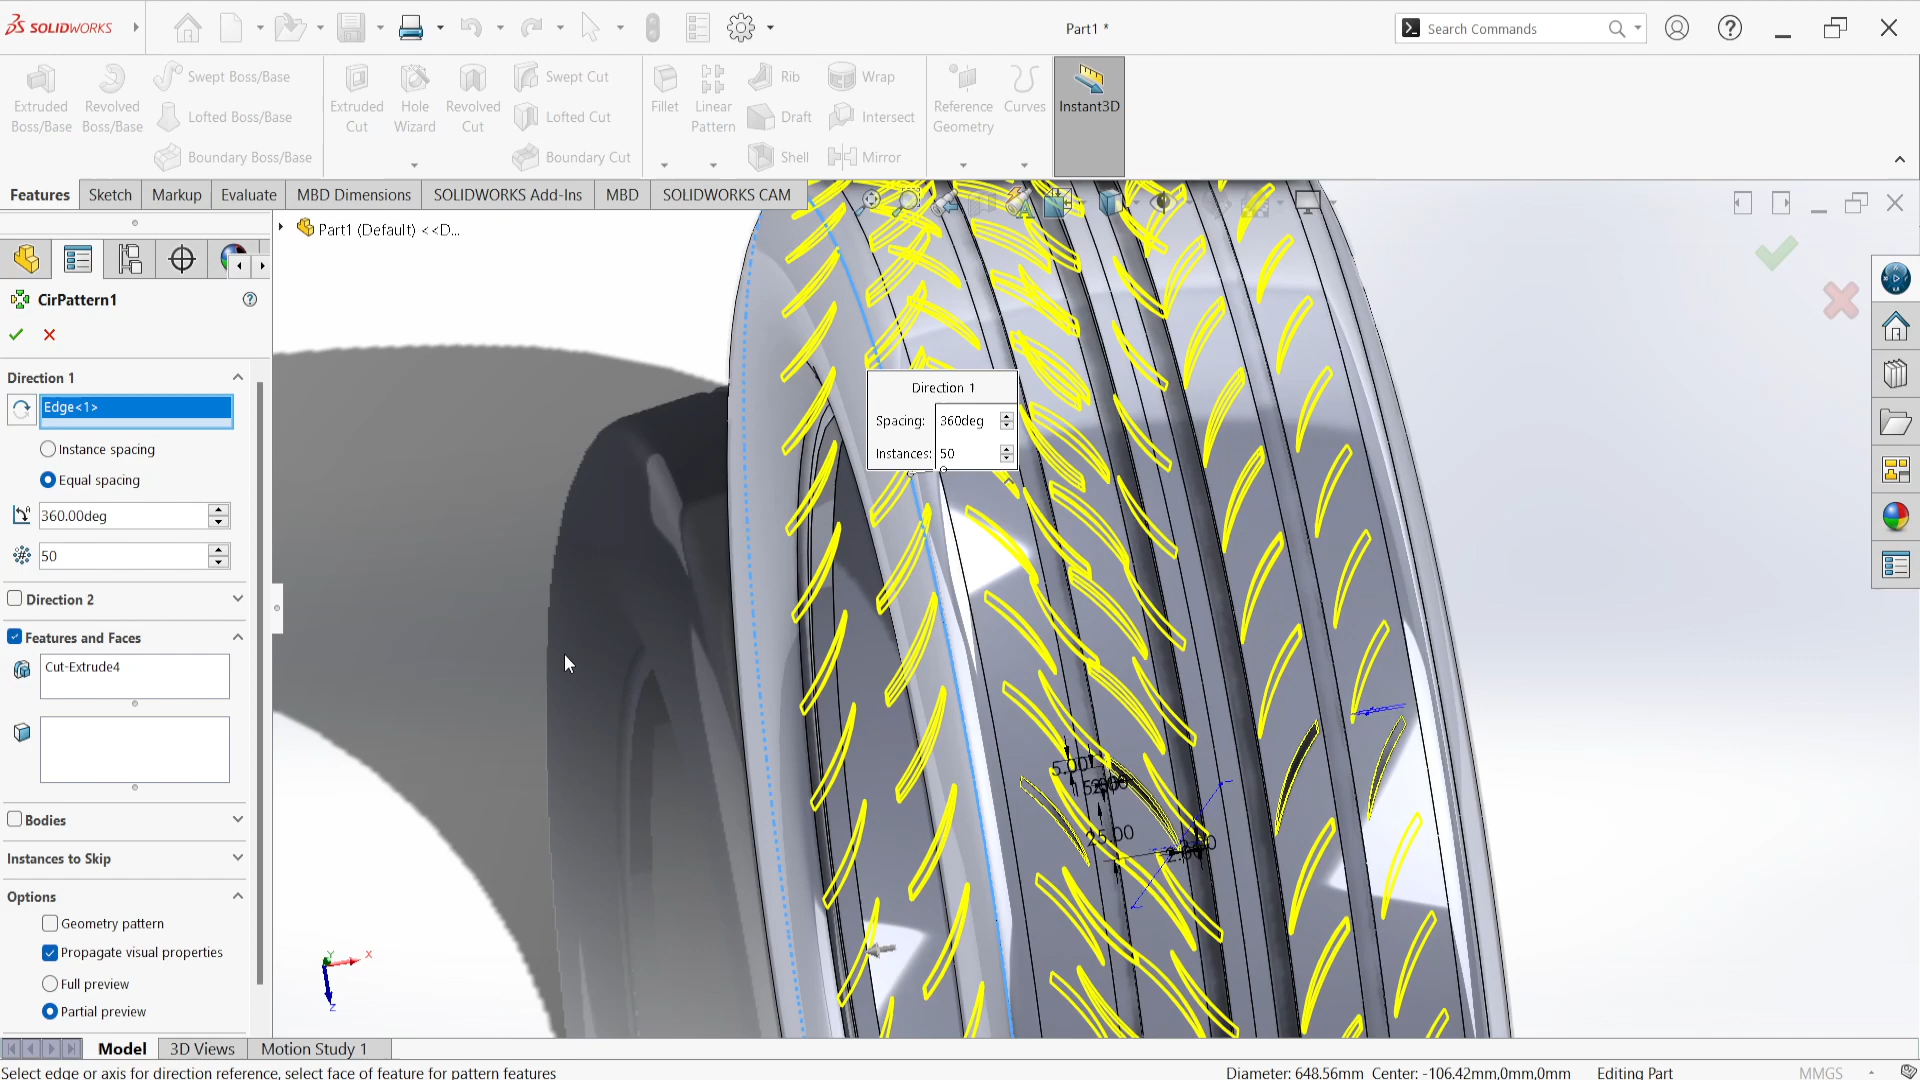 SOLIDWORKS
Part1 *
Search Commands
Extruded Boss/Base
Revolved Boss/Base
Swept Boss/Base
Lofted Boss/Base
Boundary Boss/Base
Extruded Cut
Hole Wizard
Revolved Cut
Swept Cut
Lofted Cut
Boundary Cut
Fillet
Linear Pattern
Rib
Draft
Shell
Wrap
Intersect
Mirror
Reference Geometry
Curves
Instant3D
Features
Sketch
Markup
Evaluate
MBD Dimensions
SOLIDWORKS Add-Ins
MBD
SOLIDWORKS CAM
Part1 (Default) <<D...
CirPattern1
Direction 1
Edge<1>
Instance spacing
Equal spacing
360.00deg
50
Direction 2
Features and Faces
Cut-Extrude4
Bodies
Instances to Skip
Options
Geometry pattern
Propagate visual properties
Full preview
Partial preview
Direction 1
Spacing: 360deg
Instances: 50
5.00
25.00
Y
X
Z
Model
3D Views
Motion Study 1
Select edge or axis for direction reference, select face of feature for pattern features
Diameter: 648.56mm Center: -106.42mm,0mm,0mm
Editing Part
MMGS